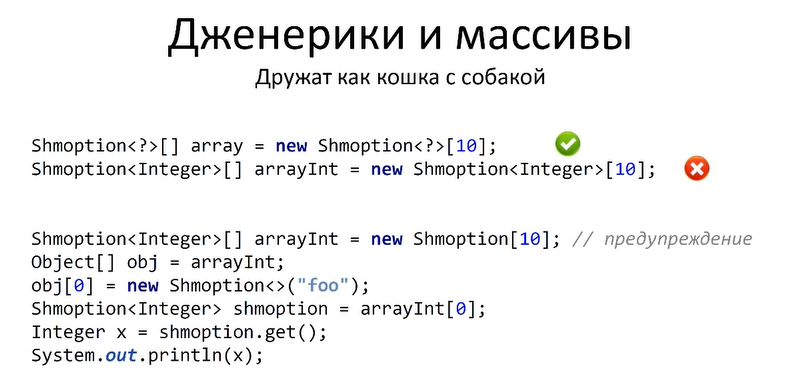 Дженерики и массивы
Дружат как кошка с собакой
Shmoption<?>[] array = new Shmoption<?>[10];
Shmoption<Integer>[] arrayInt = new Shmoption<Integer>[10];
Shmoption<Integer>[] arrayInt = new Shmoption[10]; // предупреждение
Object[] obj = arrayInt;
obj[0] = new Shmoption<>("foo");
Shmoption<Integer> shmoption = arrayInt[0];
Integer x = shmoption.get();
System.out.println(x);